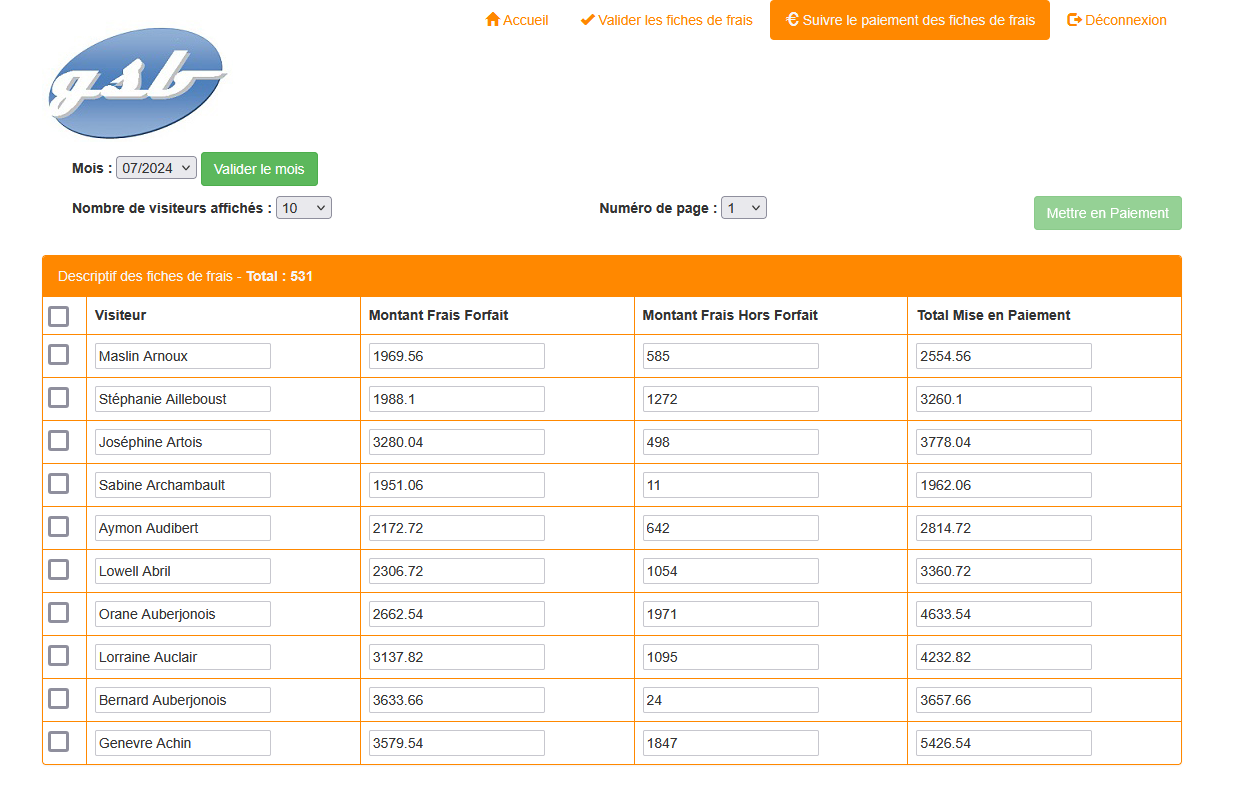 Accueil Valider les fiches de frais € Suivre le paiement des fiches de frais Déconnexion
gsb
Mois : 07/2024 Valider le mois
Nombre de visiteurs affichés : 10 Numéro de page : 1 Mettre en Paiement
Descriptif des fiches de frais - Total : 531
Visiteur Montant Frais Forfait Montant Frais Hors Forfait Total Mise en Paiement
Maslin Arnoux 1969.56 585 2554.56
Stéphanie Ailleboust 1988.1 1272 3260.1
Joséphine Artois 3280.04 498 3778.04
Sabine Archambault 1951.06 11 1962.06
Aymon Audibert 2172.72 642 2814.72
Lowell Abril 2306.72 1054 3360.72
Orane Auberjonois 2662.54 1971 4633.54
Lorraine Auclair 3137.82 1095 4232.82
Bernard Auberjonois 3633.66 24 3657.66
Genevre Achin 3579.54 1847 5426.54